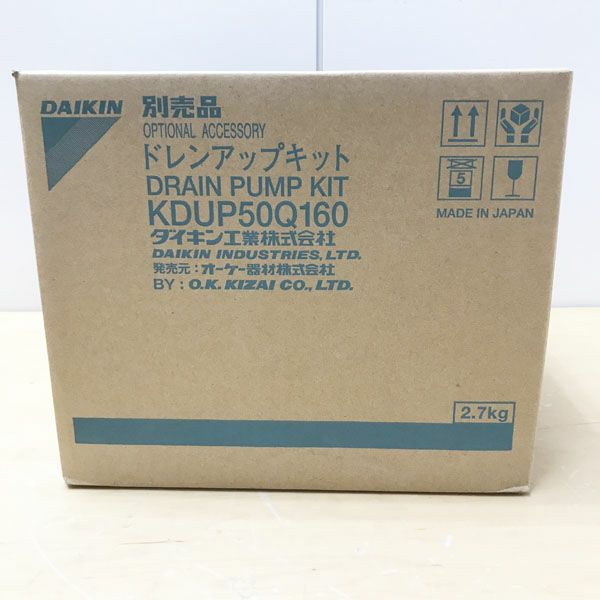 DAIKIN
別売品
OPTIONAL ACCESSORY
ドレンアップキット
DRAIN PUMP KIT
KDUP50Q160
ダイキン工業株式会社
DAIKIN INDUSTRIES, LTD.
発売元：オーケー器材株式会社
BY : O.K. KIZAI CO., LTD.
5
MADE IN JAPAN
2.7kg